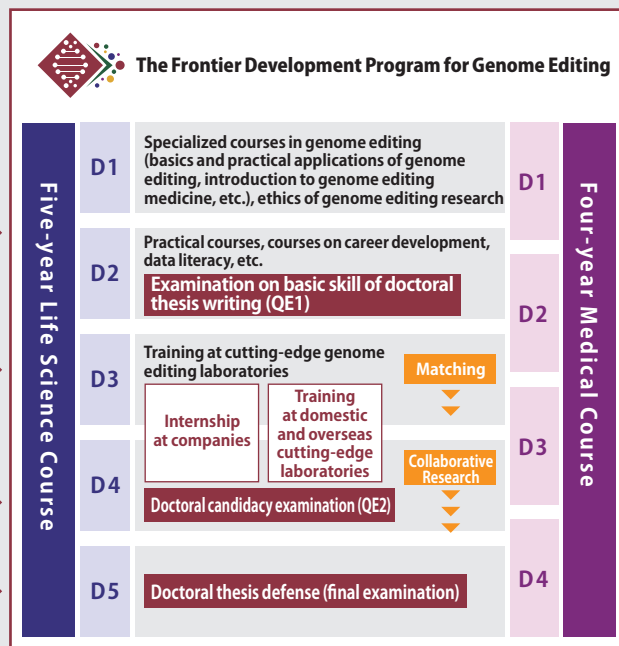 The Frontier Development Program for Genome Editing
Five-year Life Science Course
D1
Specialized courses in genome editing
(basics and practical applications of genome
editing, introduction to genome editing
medicine, etc.), ethics of genome editing research
D2
Practical courses, courses on career development,
data literacy, etc.
Examination on basic skill of doctoral
thesis writing (QE1)
D3
Training at cutting-edge genome
editing laboratories
Matching
Internship
at companies
Training
at domestic
and overseas
cutting-edge
laboratories
D4
Collaborative
Research
Doctoral candidacy examination (QE2)
D5
Doctoral thesis defense (final examination)
D1
D2
D3
D4
Four-year Medical Course